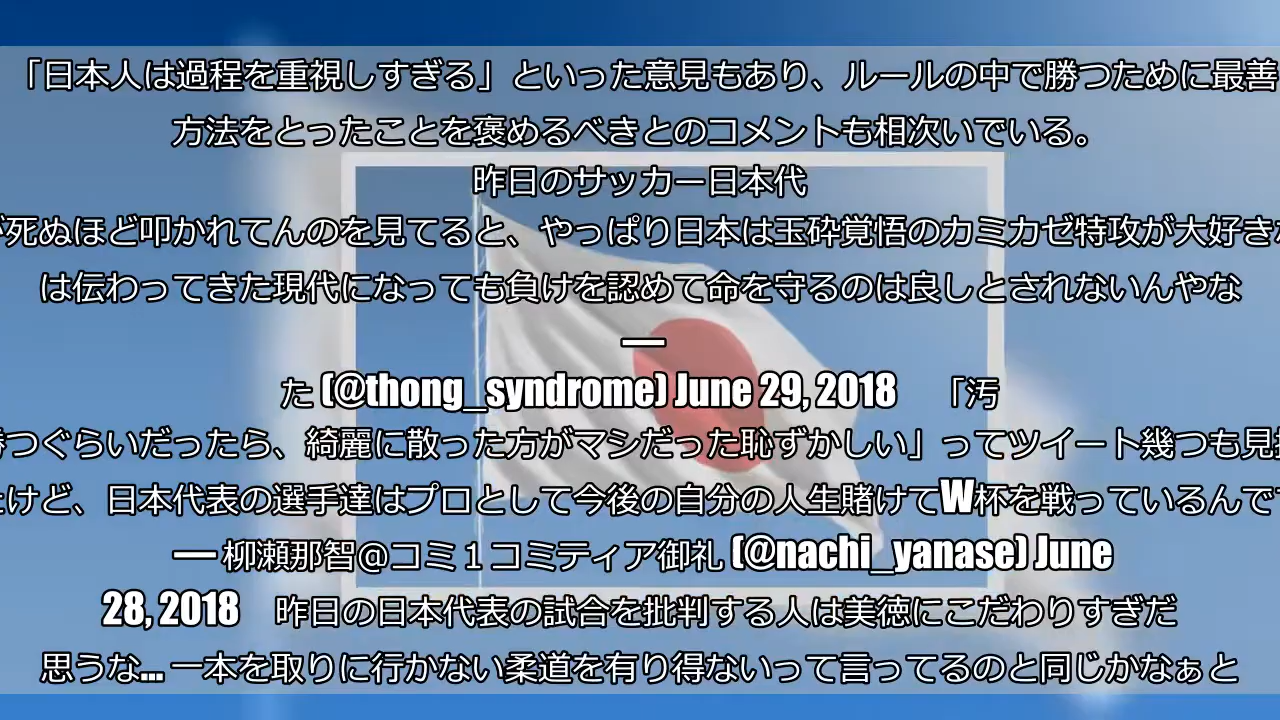 「日本人は過程を重視しすぎる」といった意見もあり、ルールの中で勝つために最善
方法をとったことを褒めるべきとのコメントも相次いでいる。
昨日のサッカー日本代
が死ぬほど叩かれてんのを見てると、やっぱり日本は玉砕覚悟のカミカゼ特攻が大好きな
は伝わってきた現代になっても負けを認めて命を守るのは良しとされないんやな
—
た (@thong_syndrome) June 29, 2018 「汚
勝つぐらいだったら、綺麗に散った方がマシだった恥ずかしい」ってツイート幾つも見掛
たけど、日本代表の選手達はプロとして今後の自分の人生賭けてW杯を戦っているんです
— 柳瀬那智@コミ１コミティア御礼 (@nachi_yanase) June
28, 2018 昨日の日本代表の試合を批判する人は美徳にこだわりすぎだ
思うな... 一本を取りに行かない柔道を有り得ないって言ってるのと同じかなぁと